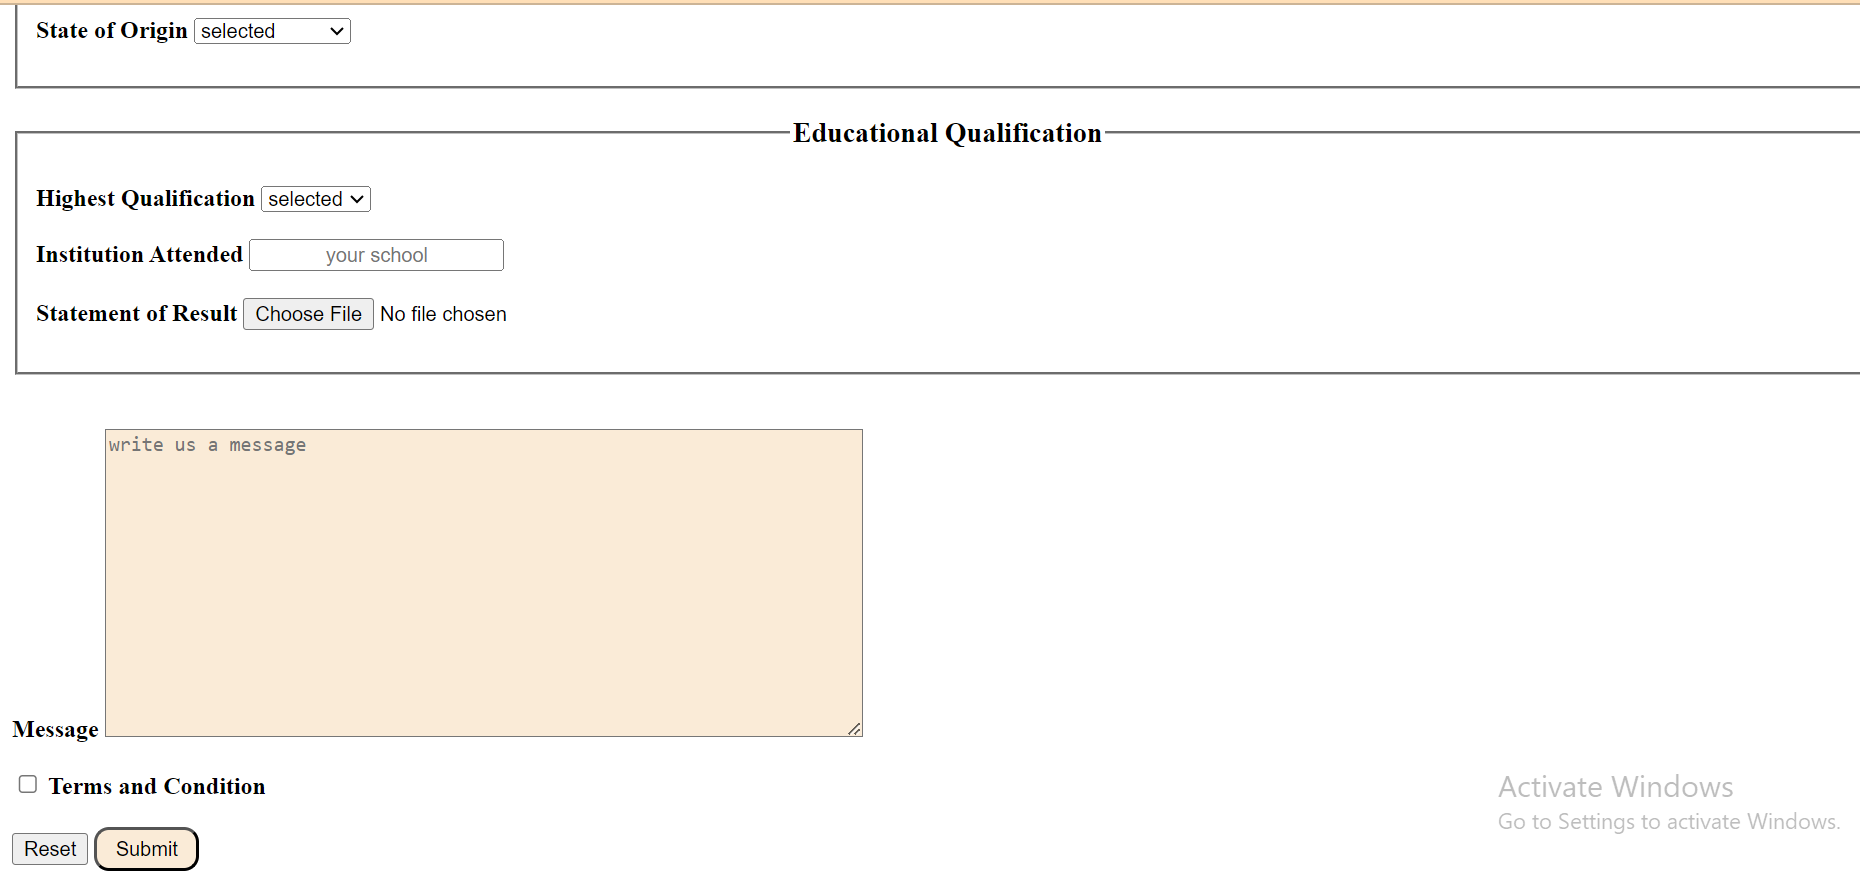 State of Origin selected
Educational Qualification
Highest Qualification selected
Institution Attended your school
Statement of Result Choose File No file chosen
write us a message
Message
Terms and Condition
Reset Submit
Activate Windows
Go to Settings to activate Windows.